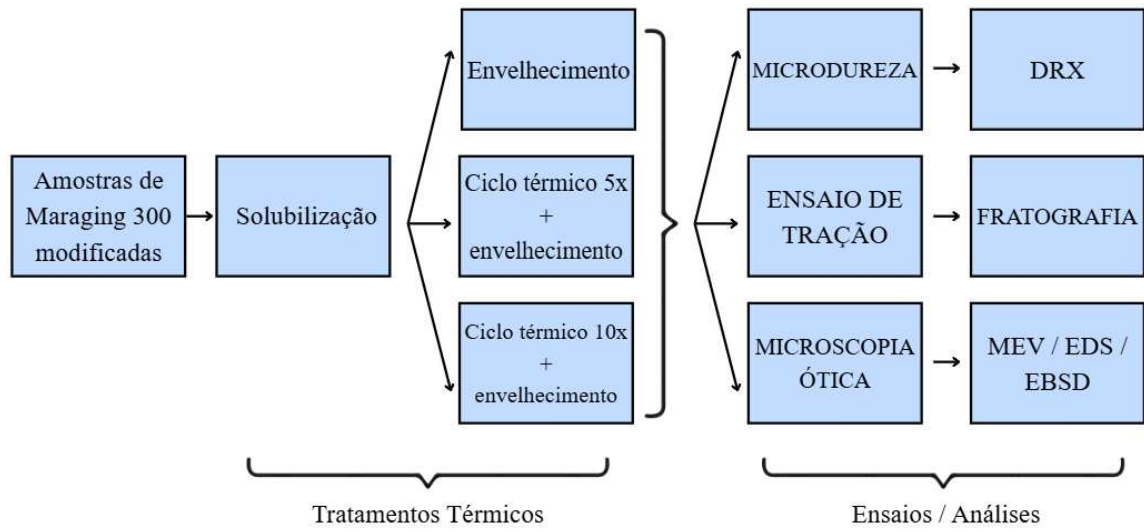 Amostras de
Maraging 300
modificadas
Solubilização
Envelhecimento
Ciclo térmico 5x
+
envelhecimento
Ciclo térmico 10x
+
envelhecimento
MICRODUREZA
DRX
ENSAIO DE
TRAÇÃO
FRATOGRAFIA
MICROSCOPIA
ÓTICA
MEV / EDS /
EBSD
Tratamentos Térmicos
Ensaios / Análises